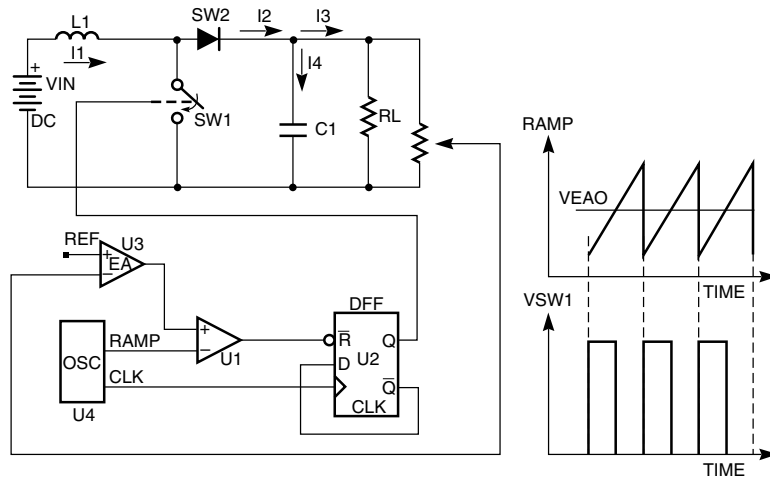 L1
SW2
I2
I3
I1
I4
+
VIN
DC
SW1
C1
RL
REF
U3
+
EA
−
DFF
RAMP
+
−
U1
R
Q
D
U2
OSC
CLK
Q
CLK
U4
RAMP
VEAO
TIME
VSW1
TIME